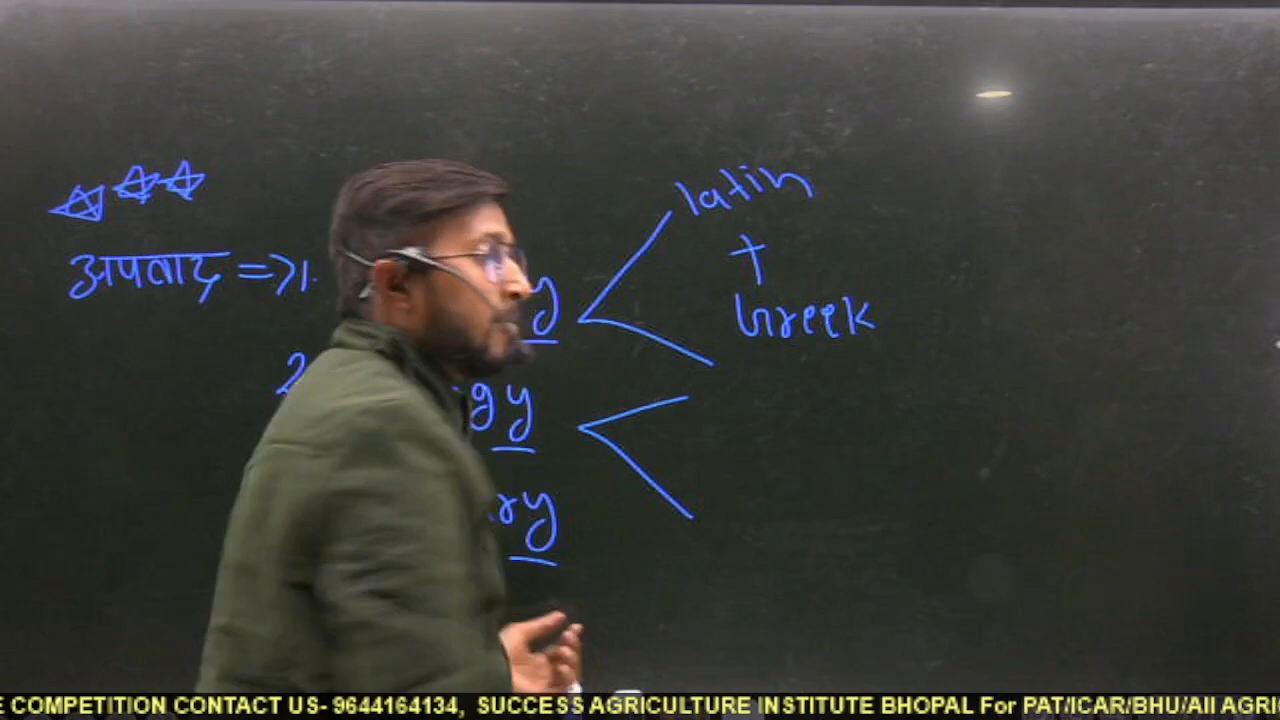 latin
+
अपवाद => 1. y
Greek
2 gy
ry
E COMPETITION CONTACT US- 9644164134, SUCCESS AGRICULTURE INSTITUTE BHOPAL For PAT/ICAR/BHU/All AGRI